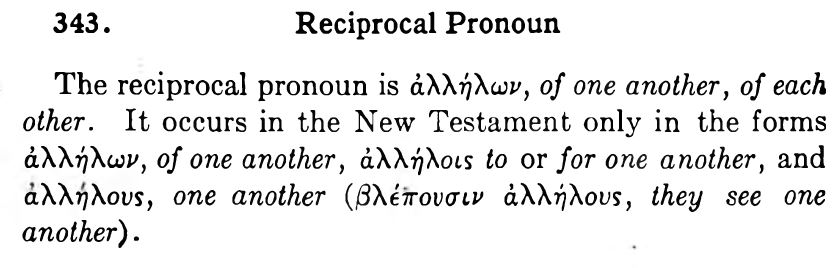 343. Reciprocal Pronoun
The reciprocal pronoun is ἀλλήλων, of one another, of each
other. It occurs in the New Testament only in the forms
ἀλλήλων, of one another, ἀλλήλοις to or for one another, and
ἀλλήλους, one another (βλέπουσιν ἀλλήλους, they see one
another).